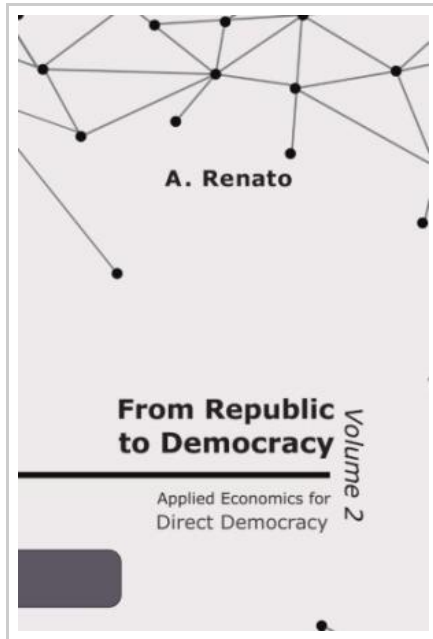 A. Renato
From Republic
to Democracy
Volume 2
Applied Economics for
Direct Democracy